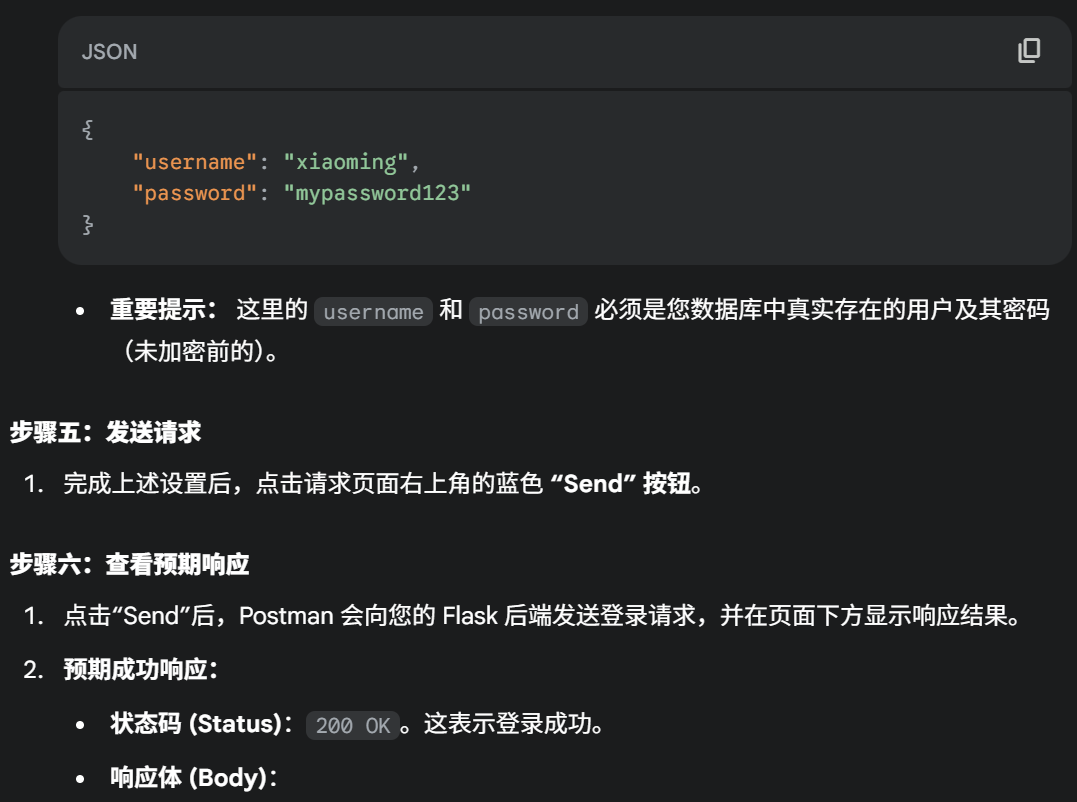 JSON
{
    "username": "xiaoming",
    "password": "mypassword123"
}
• 重要提示： 这里的 username 和 password 必须是您数据库中真实存在的用户及其密码
（未加密前的）。
步骤五：发送请求
1. 完成上述设置后，点击请求页面右上角的蓝色 “Send” 按钮。
步骤六：查看预期响应
1. 点击“Send”后，Postman 会向您的 Flask 后端发送登录请求，并在页面下方显示响应结果。
2. 预期成功响应：
• 状态码 (Status)： 200 OK 。这表示登录成功。
• 响应体 (Body)：